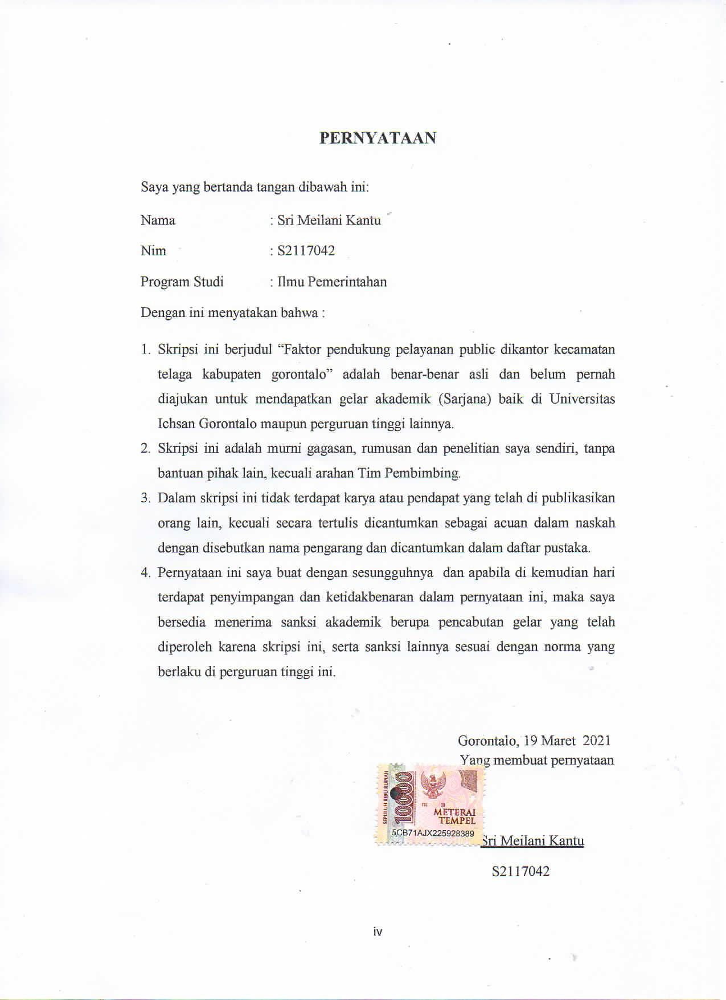 PERNYATAAN
Saya yang bertanda tangan dibawah ini:
Nama : Sri Meilani Kantu
Nim : S2117042
Program Studi : Ilmu Pemerintahan
Dengan ini menyatakan bahwa :
1. Skripsi ini berjudul “Faktor pendukung pelayanan public dikantor kecamatan
telaga kabupaten gorontalo” adalah benar-benar asli dan belum pernah
diajukan untuk mendapatkan gelar akademik (Sarjana) baik di Universitas
Ichsan Gorontalo maupun perguruan tinggi lainnya.
2. Skripsi ini adalah murni gagasan, rumusan dan penelitian saya sendiri, tanpa
bantuan pihak lain, kecuali arahan Tim Pembimbing.
3. Dalam skripsi ini tidak terdapat karya atau pendapat yang telah di publikasikan
orang lain, kecuali secara tertulis dicantumkan sebagai acuan dalam naskah
dengan disebutkan nama pengarang dan dicantumkan dalam daftar pustaka.
4. Pernyataan ini saya buat dengan sesungguhnya dan apabila di kemudian hari
terdapat penyimpangan dan ketidakbenaran dalam pernyataan ini, maka saya
bersedia menerima sanksi akademik berupa pencabutan gelar yang telah
diperoleh karena skripsi ini, serta sanksi lainnya sesuai dengan norma yang
berlaku di perguruan tinggi ini.
Gorontalo, 19 Maret 2021
Yang membuat pernyataan
SEPULUH RIBU RUPIAH
10000
TGL. 20
METERAI
TEMPEL
5CB71AJX225928389
Sri Meilani Kantu
S2117042
iv